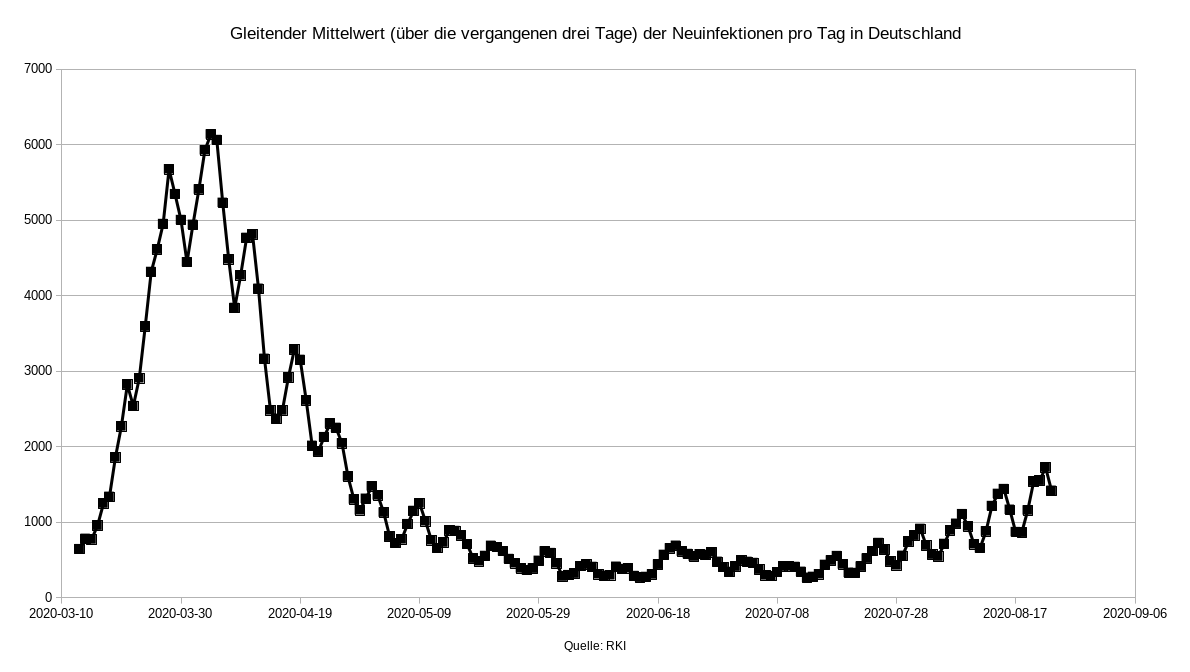 Gleitender Mittelwert (über die vergangenen drei Tage) der Neuinfektionen pro Tag in Deutschland
7000
6000
5000
4000
3000
2000
1000
0
2020-03-10 2020-03-30 2020-04-19 2020-05-09 2020-05-29 2020-06-18 2020-07-08 2020-07-28 2020-08-17 2020-09-06
Quelle: RKI